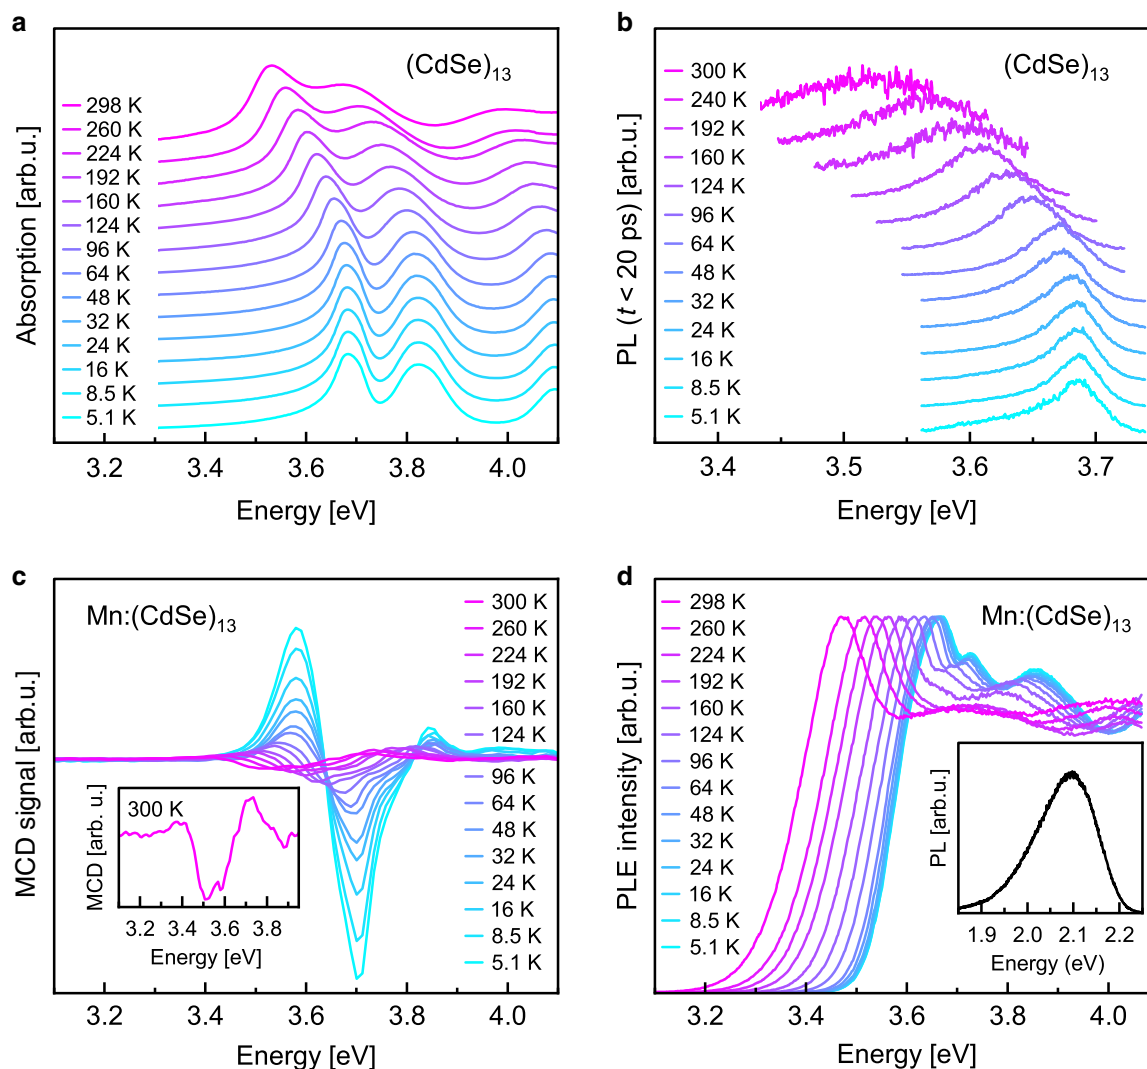 a
(CdSe)13
298 K
260 K
224 K
192 K
160 K
124 K
96 K
64 K
48 K
32 K
24 K
16 K
8.5 K
5.1 K
Absorption [arb.u.]
3.2 3.4 3.6 3.8 4.0
Energy [eV]
b
(CdSe)13
300 K
240 K
192 K
160 K
124 K
96 K
64 K
48 K
32 K
24 K
16 K
8.5 K
5.1 K
PL (t < 20 ps) [arb.u.]
3.4 3.5 3.6 3.7
Energy [eV]
c
Mn:(CdSe)13
300 K
260 K
224 K
192 K
160 K
124 K
96 K
64 K
48 K
32 K
24 K
16 K
8.5 K
5.1 K
MCD signal [arb.u.]
300 K
MCD [arb. u.]
3.2 3.4 3.6 3.8
Energy [eV]
3.2 3.4 3.6 3.8 4.0
Energy [eV]
d
Mn:(CdSe)13
298 K
260 K
224 K
192 K
160 K
124 K
96 K
64 K
48 K
32 K
24 K
16 K
8.5 K
5.1 K
PLE intensity [arb.u.]
PL [arb.u.]
1.9 2.0 2.1 2.2
Energy (eV)
3.2 3.4 3.6 3.8 4.0
Energy [eV]